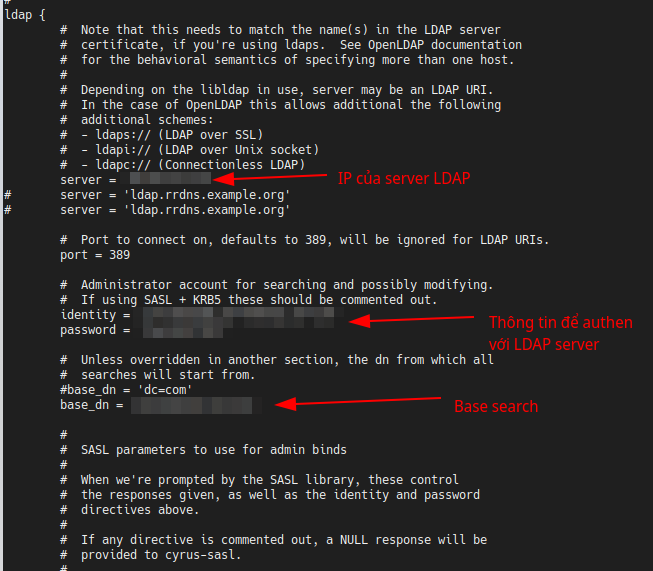 #
ldap {
# Note that this needs to match the name(s) in the LDAP server
# certificate, if you're using ldaps. See OpenLDAP documentation
# for the behavioral semantics of specifying more than one host.
#
# Depending on the libldap in use, server may be an LDAP URI.
# In the case of OpenLDAP this allows additional the following
# additional schemes:
# - ldaps:// (LDAP over SSL)
# - ldapi:// (LDAP over Unix socket)
# - ldapc:// (Connectionless LDAP)
server =
IP của server LDAP
# server = 'ldap.rrdns.example.org'
# server = 'ldap.rrdns.example.org'
# Port to connect on, defaults to 389, will be ignored for LDAP URIs.
port = 389
# Administrator account for searching and possibly modifying.
# If using SASL + KRB5 these should be commented out.
identity =
password =
Thông tin để authen
với LDAP server
# Unless overridden in another section, the dn from which all
# searches will start from.
#base_dn = 'dc=com'
base_dn =
Base search
#
# SASL parameters to use for admin binds
#
# When we're prompted by the SASL library, these control
# the responses given, as well as the identity and password
# directives above.
#
# If any directive is commented out, a NULL response will be
# provided to cyrus-sasl.
#